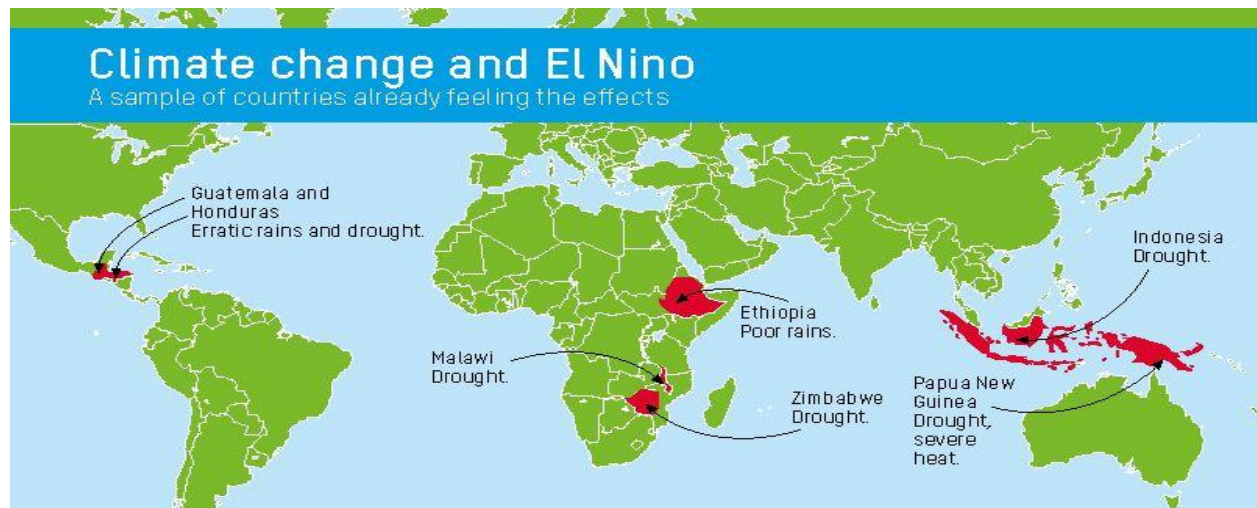 Climate change and El Nino
A sample of countries already feeling the effects
Guatemala and
Honduras
Erratic rains and drought.
Ethiopia
Poor rains.
Malawi
Drought.
Zimbabwe
Drought.
Indonesia
Drought.
Papua New
Guinea
Drought,
severe
heat.